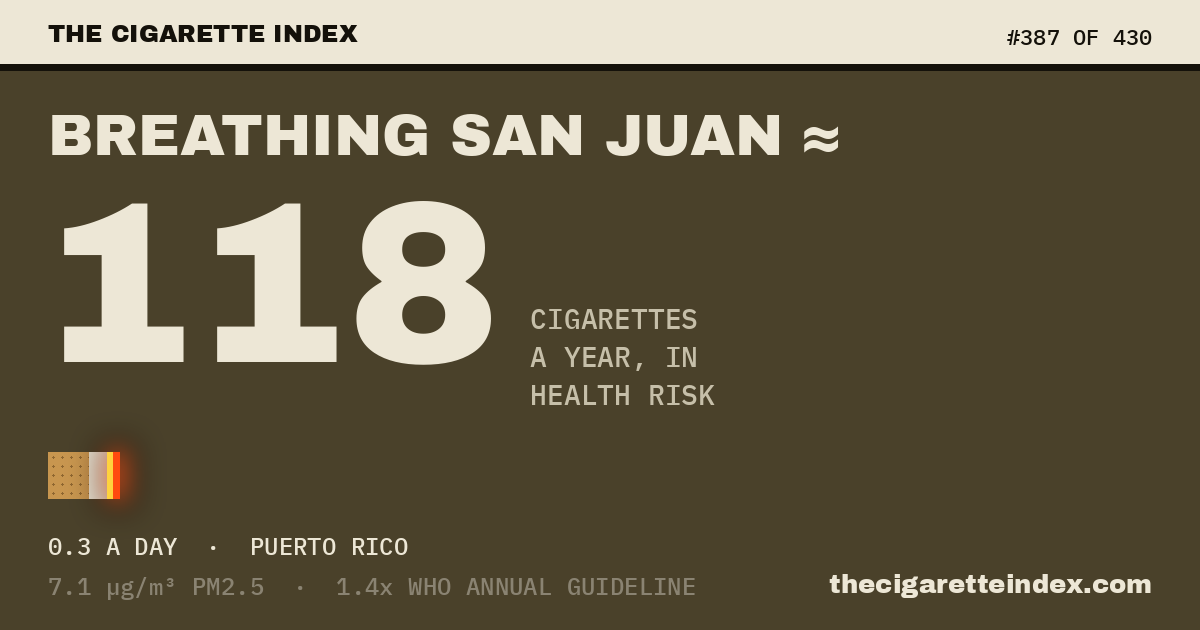 THE CIGARETTE INDEX
#387 OF 430
BREATHING SAN JUAN ≈
118
CIGARETTES
A YEAR, IN
HEALTH RISK
0.3 A DAY · PUERTO RICO
7.1 µg/m³ PM2.5 · 1.4x WHO ANNUAL GUIDELINE
thecigaretteindex.com